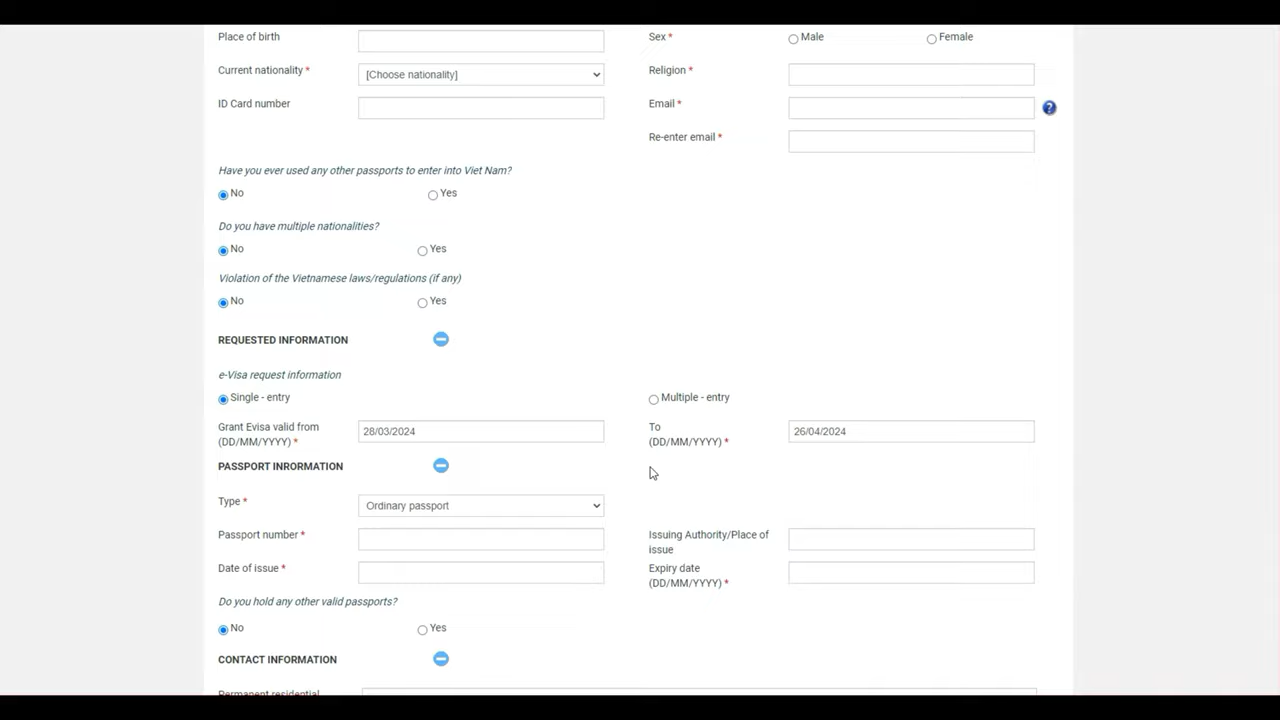 Place of birth
Sex *
Male
Female
Current nationality *
[Choose nationality]
Religion *
ID Card number
Email *
?
Re-enter email *
Have you ever used any other passports to enter into Viet Nam?
No
Yes
Do you have multiple nationalities?
No
Yes
Violation of the Vietnamese laws/regulations (if any)
No
Yes
REQUESTED INFORMATION
e-Visa request information
Single - entry
Multiple - entry
Grant Evisa valid from
(DD/MM/YYYY) *
28/03/2024
To
(DD/MM/YYYY) *
26/04/2024
PASSPORT INRORMATION
Type *
Ordinary passport
Passport number *
Issuing Authority/Place of
issue
Date of issue *
Expiry date
(DD/MM/YYYY) *
Do you hold any other valid passports?
No
Yes
CONTACT INFORMATION
Permanent residential